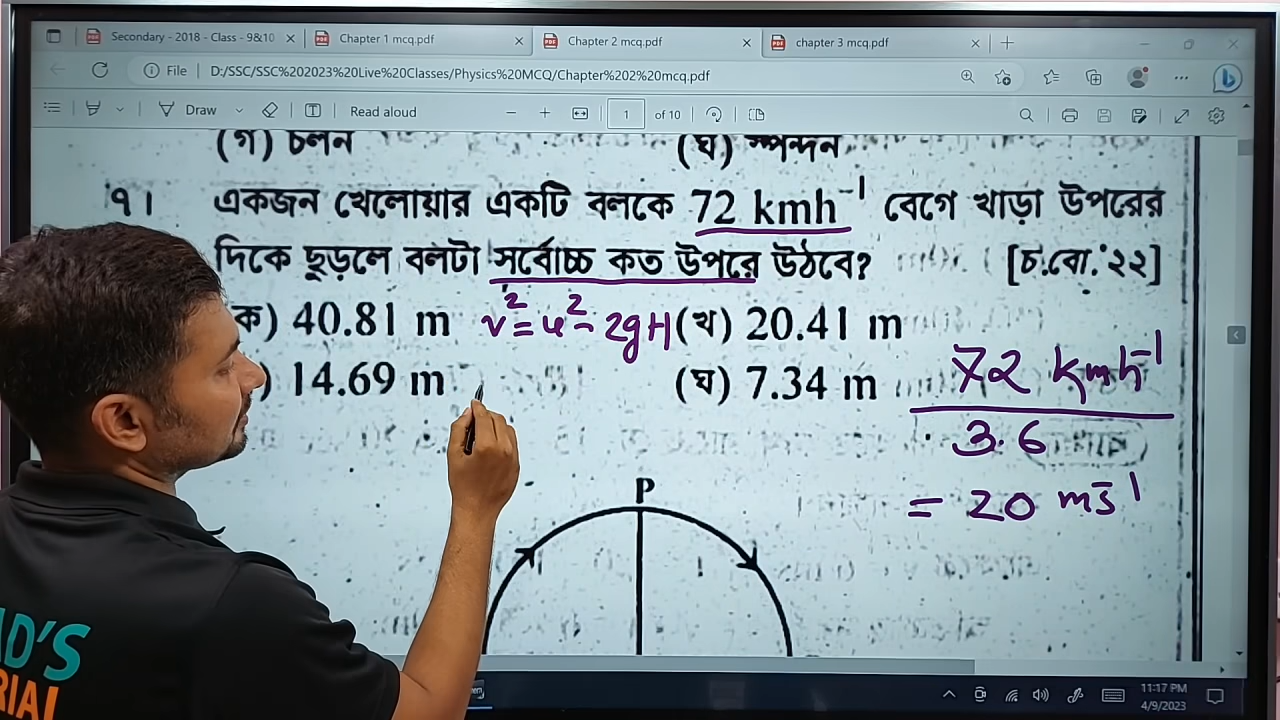 Secondary - 2018 - Class - 9&10
Chapter 1 mcq.pdf
Chapter 2 mcq.pdf
chapter 3 mcq.pdf
File
D:/SSC/SSC%202023%20Live%20Classes/Physics%20MCQ/Chapter%202%20mcq.pdf
Draw
Read aloud
1 of 10
(গ) চলন (ঘ) স্পন্দন
৭। একজন খেলোয়ার একটি বলকে 72 kmh⁻¹ বেগে খাড়া উপরের
দিকে ছুড়লে বলটা সর্বোচ্চ কত উপরে উঠবে? [চ.বো.'২২]
ক) 40.81 m v² = u² - 2gH (খ) 20.41 m
) 14.69 m (ঘ) 7.34 m
72 kmh⁻¹
3.6
= 20 ms⁻¹
P
D'S
RIAL
11:17 PM
4/9/2023